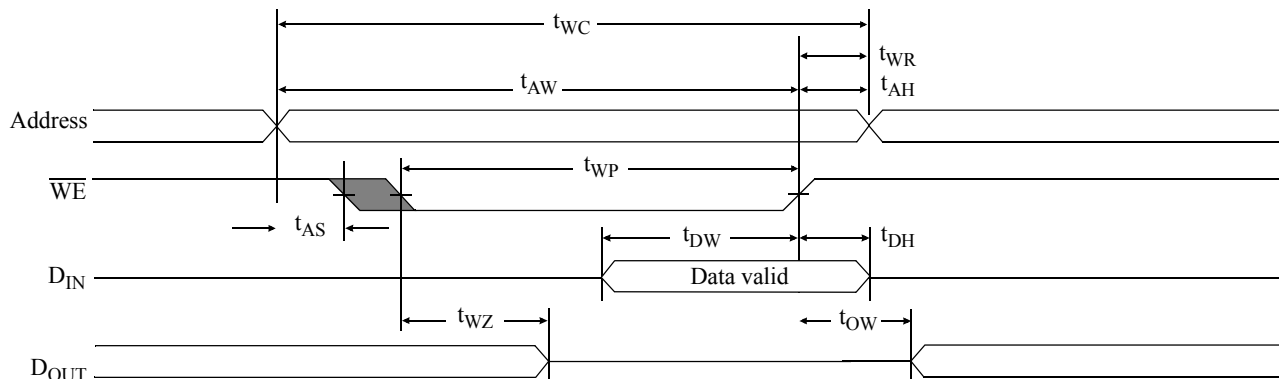 tWC
tWR
tAW
tAH
Address
tWP
WE
tAS
tDW
tDH
DIN
Data valid
tWZ
tOW
DOUT